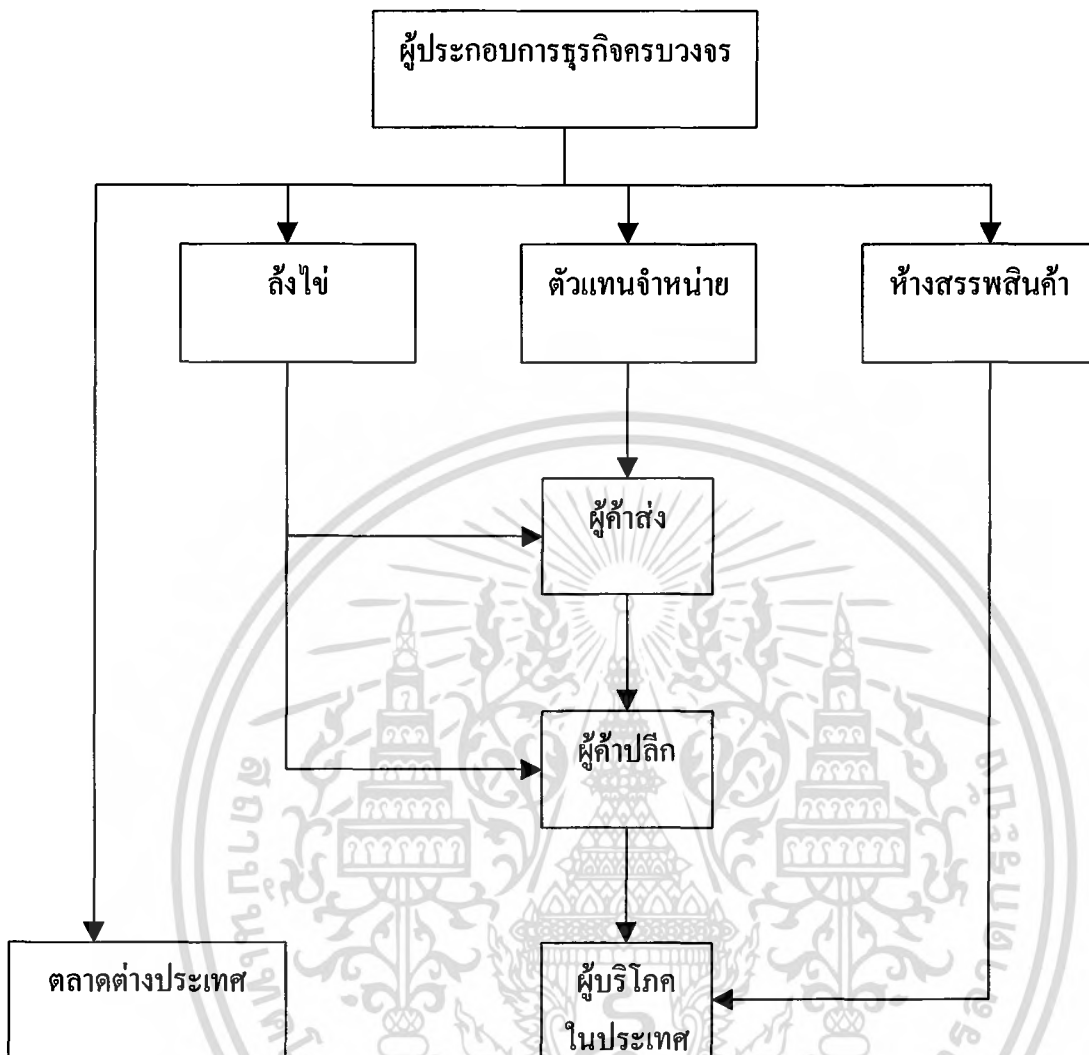 ผู้ประกอบการธุรกิจครบวงจร
ล้งไข่
ตัวแทนจำหน่าย
ห้างสรรพสินค้า
ผู้ค้าส่ง
ผู้ค้าปลีก
ตลาดต่างประเทศ
ผู้บริโภค
ในประเทศ